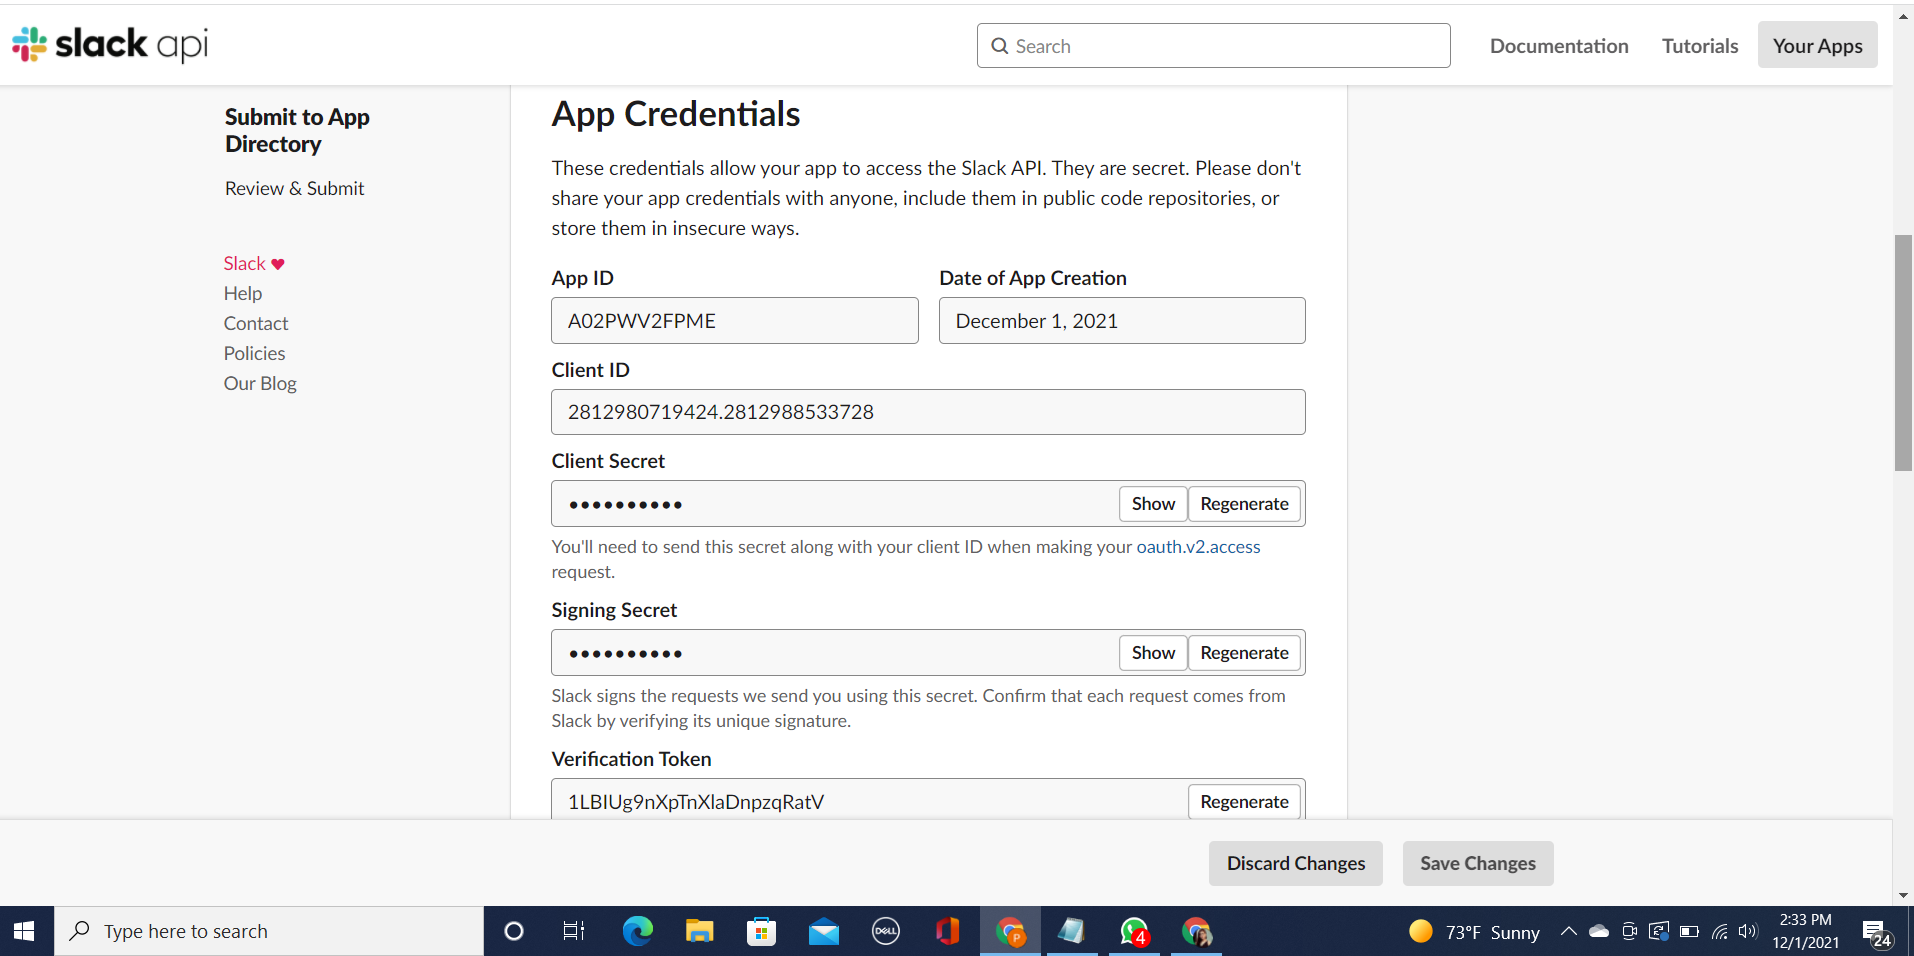 slack api
Search
Documentation
Tutorials
Your Apps
Submit to App
Directory
Review & Submit
Slack ♥
Help
Contact
Policies
Our Blog
App Credentials
These credentials allow your app to access the Slack API. They are secret. Please don't
share your app credentials with anyone, include them in public code repositories, or
store them in insecure ways.
App ID
A02PWV2FPME
Date of App Creation
December 1, 2021
Client ID
2812980719424.2812988533728
Client Secret
••••••••••
Show
Regenerate
You'll need to send this secret along with your client ID when making your oauth.v2.access
request.
Signing Secret
••••••••••
Show
Regenerate
Slack signs the requests we send you using this secret. Confirm that each request comes from
Slack by verifying its unique signature.
Verification Token
1LBIUg9nXpTnXlaDnpzqRatV
Regenerate
Discard Changes
Save Changes
Type here to search
DELL
P
4
73°F Sunny
2:33 PM
12/1/2021
24